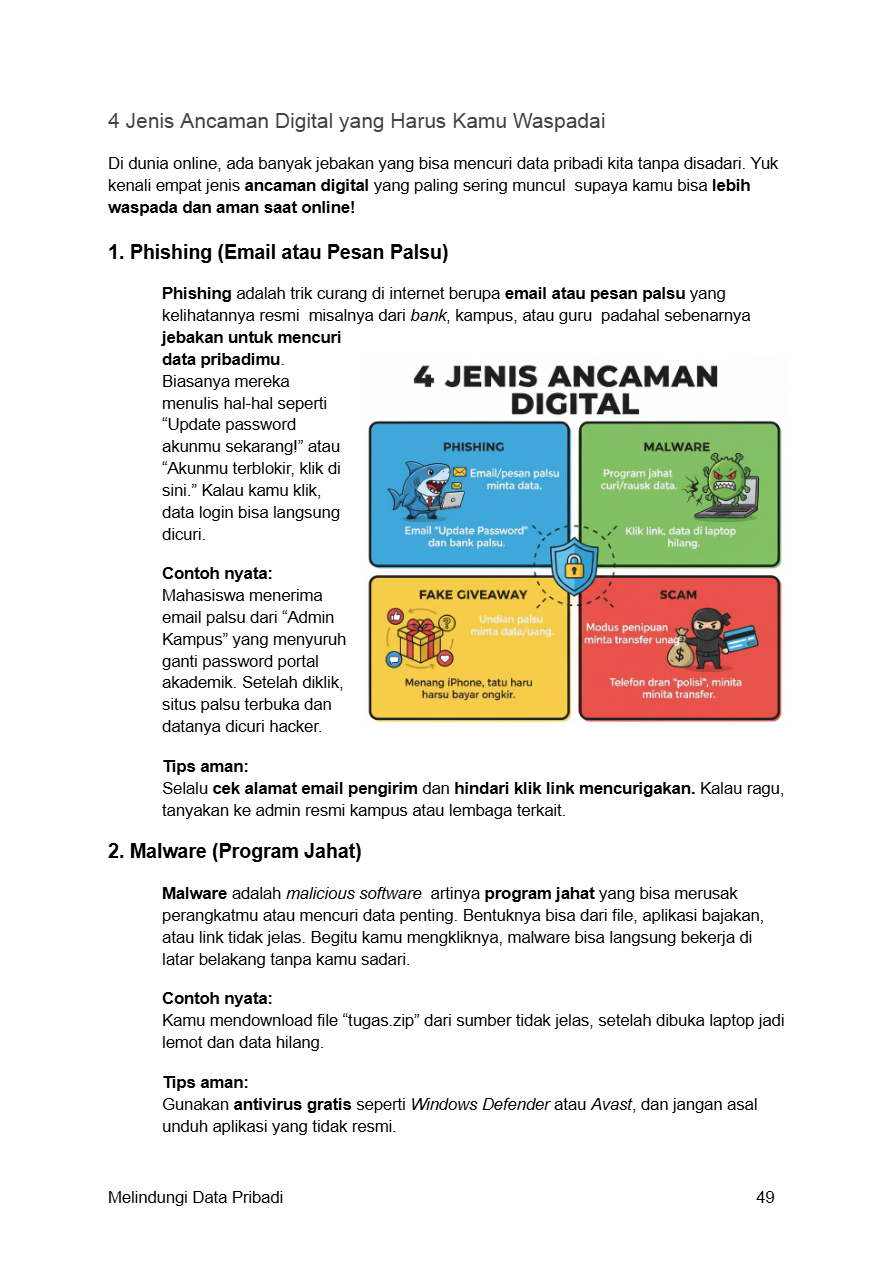 4 Jenis Ancaman Digital yang Harus Kamu Waspadai
Di dunia online, ada banyak jebakan yang bisa mencuri data pribadi kita tanpa disadari. Yuk
kenali empat jenis ancaman digital yang paling sering muncul  supaya kamu bisa lebih
waspada dan aman saat online!
1. Phishing (Email atau Pesan Palsu)
Phishing adalah trik curang di internet berupa email atau pesan palsu yang
kelihatannya resmi  misalnya dari bank, kampus, atau guru  padahal sebenarnya
jebakan untuk mencuri
data pribadimu.
Biasanya mereka
menulis hal-hal seperti
“Update password
akunmu sekarang!” atau
“Akunmu terblokir, klik di
sini.” Kalau kamu klik,
data login bisa langsung
dicuri.
Contoh nyata:
Mahasiswa menerima
email palsu dari “Admin
Kampus” yang menyuruh
ganti password portal
akademik. Setelah diklik,
situs palsu terbuka dan
datanya dicuri hacker.
4 JENIS ANCAMAN
DIGITAL
PHISHING
Email/pesan palsu
minta data.
Email "Update Password"
dan bank palsu.
MALWARE
Program jahat
curi/rausk data.
Klik link, data di laptop
hilang.
FAKE GIVEAWAY
Undian palsu
minta data/uang.
?
Menang iPhone, tatu haru
harsu bayar ongkir.
SCAM
Modus penipuan
minta transfer unag
$
Telefon dran "polisi", minita
minita transfer.
Tips aman:
Selalu cek alamat email pengirim dan hindari klik link mencurigakan. Kalau ragu,
tanyakan ke admin resmi kampus atau lembaga terkait.
2. Malware (Program Jahat)
Malware adalah malicious software  artinya program jahat yang bisa merusak
perangkatmu atau mencuri data penting. Bentuknya bisa dari file, aplikasi bajakan,
atau link tidak jelas. Begitu kamu mengkliknya, malware bisa langsung bekerja di
latar belakang tanpa kamu sadari.
Contoh nyata:
Kamu mendownload file “tugas.zip” dari sumber tidak jelas, setelah dibuka laptop jadi
lemot dan data hilang.
Tips aman:
Gunakan antivirus gratis seperti Windows Defender atau Avast, dan jangan asal
unduh aplikasi yang tidak resmi.
Melindungi Data Pribadi 49